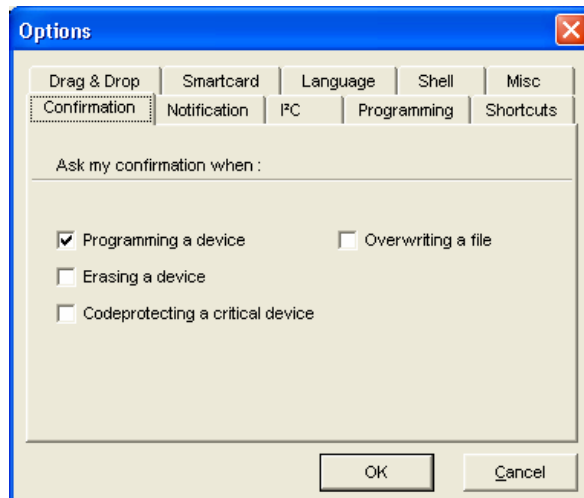 Options
Drag & Drop Smartcard Language Shell Misc
Confirmation Notification I²C Programming Shortcuts
Ask my confirmation when :
Programming a device Overwriting a file
Erasing a device
Codeprotecting a critical device
OK Cancel